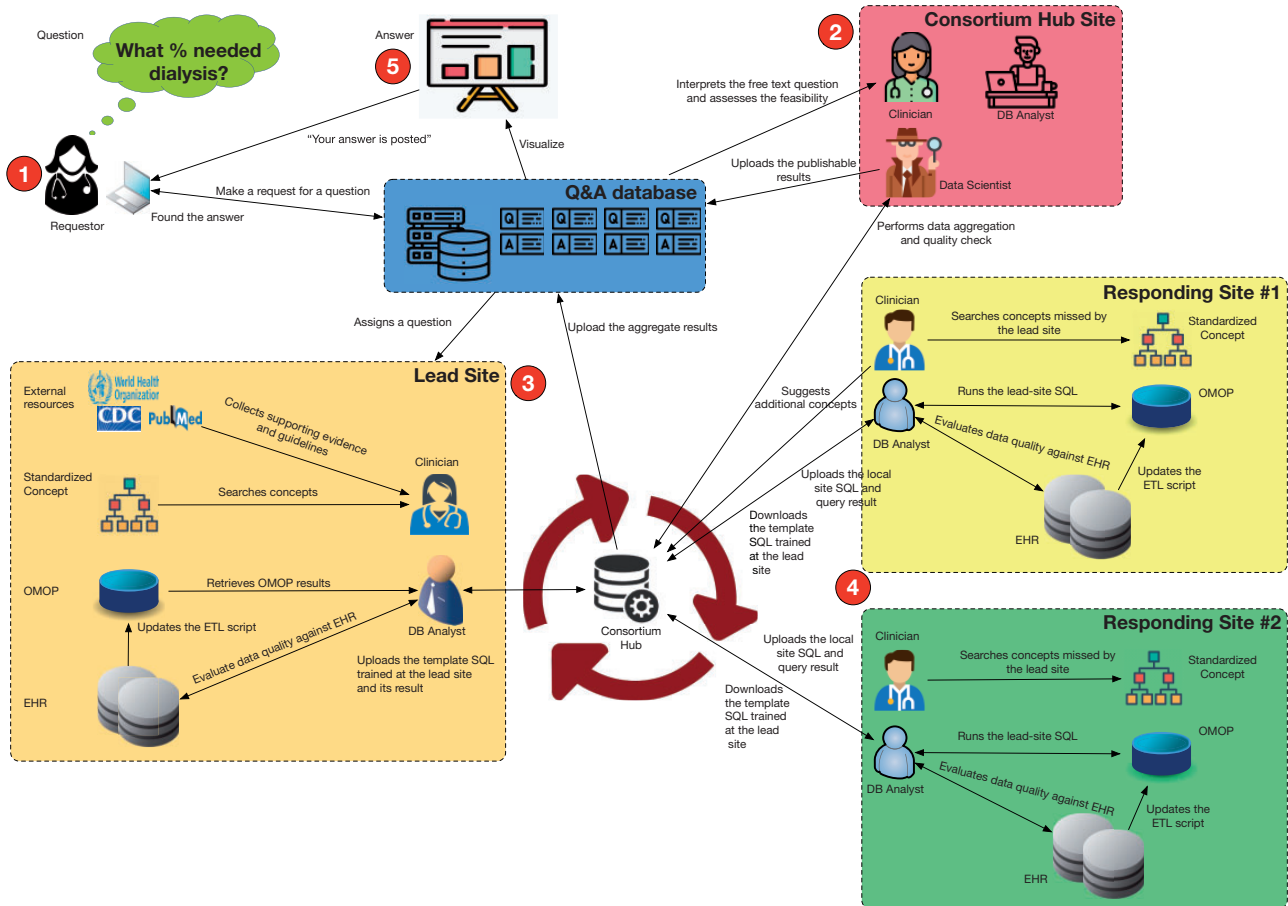 Question
What % needed
dialysis?
1
Requestor
Answer
5
“Your answer is posted”
Visualize
Make a request for a question
Found the answer
Q&A database
Q
Q
Q
Q
A
A
A
A
2
Consortium Hub Site
Interprets the free text question
and assesses the feasibility
Clinician
DB Analyst
Uploads the publishable
results
Data Scientist
Performs data aggregation
and quality check
Assigns a question
Upload the aggregate results
Lead Site
3
External
resources
World Health
Organization
CDC
PubMed
Collects supporting evidence
and guidelines
Clinician
Standardized
Concept
Searches concepts
OMOP
Retrieves OMOP results
DB Analyst
Updates the ETL script
Evaluate data quality against EHR
Uploads the template SQL
trained at the lead site
and its result
EHR
Consortium
Hub
Suggests
additional concepts
Uploads the local
site SQL and
query result
Downloads
the template
SQL trained
at the lead
site
Responding Site #1
Clinician
Searches concepts missed by
the lead site
Standardized
Concept
Runs the lead-site SQL
OMOP
DB Analyst
Evaluates data quality against EHR
Updates the
ETL script
EHR
4
Uploads the local
site SQL and
query result
Downloads
the template
SQL trained
at the lead
site
Responding Site #2
Clinician
Searches concepts missed by
the lead site
Standardized
Concept
Runs the lead-site SQL
OMOP
DB Analyst
Evaluates data quality against EHR
Updates the
ETL script
EHR